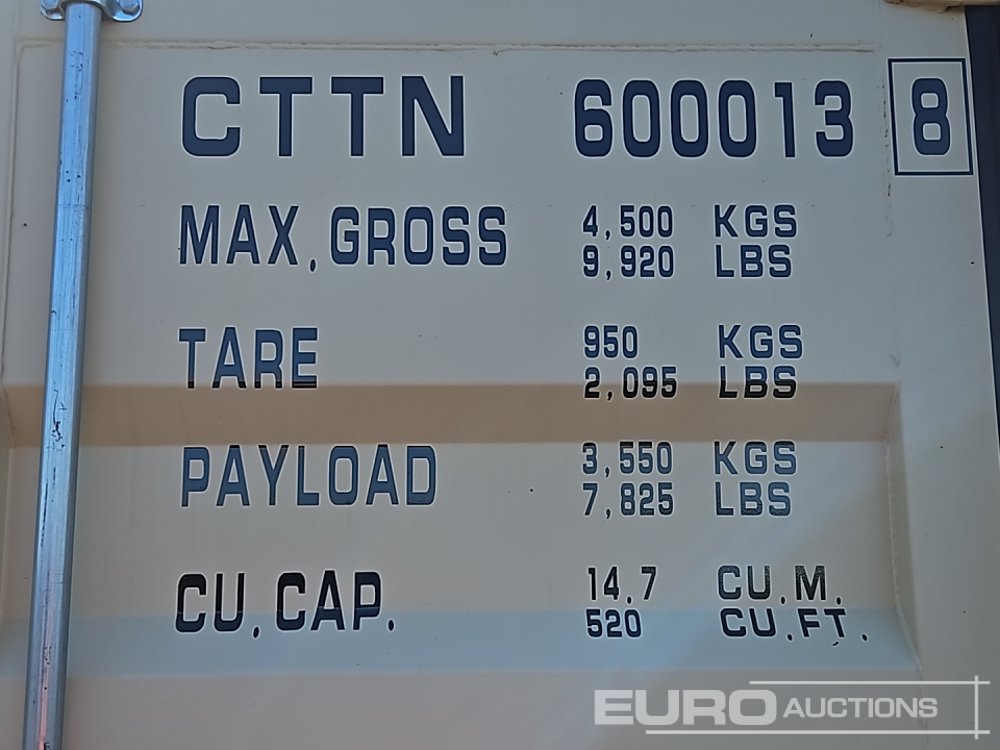 CTTN 600013 8
MAX.GROSS 4,500 KGS
9,920 LBS
TARE 950 KGS
2,095 LBS
PAYLOAD 3,550 KGS
7,825 LBS
CU.CAP. 14.7 CU.M.
520 CU.FT.
EURO AUCTIONS